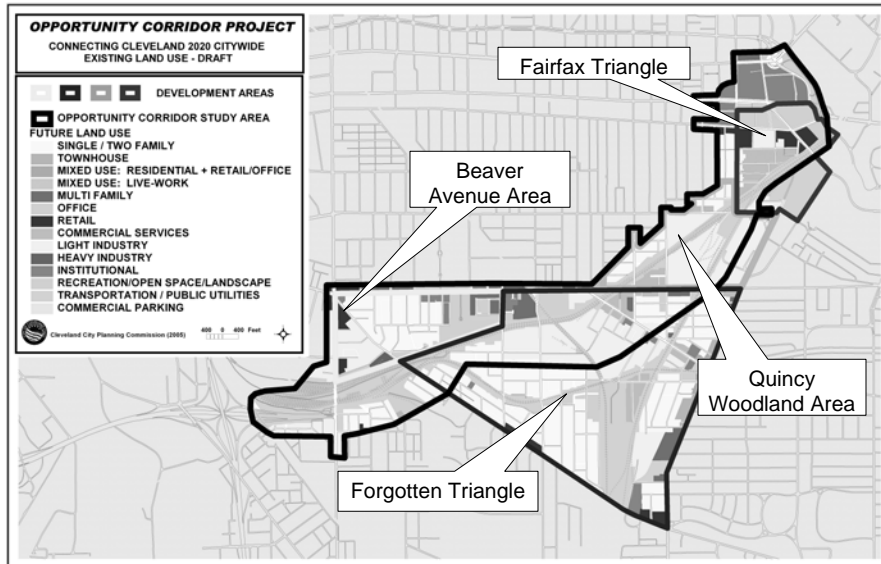 OPPORTUNITY CORRIDOR PROJECT
CONNECTING CLEVELAND 2020 CITYWIDE
EXISTING LAND USE - DRAFT
DEVELOPMENT AREAS
OPPORTUNITY CORRIDOR STUDY AREA
FUTURE LAND USE
SINGLE / TWO FAMILY
TOWNHOUSE
MIXED USE: RESIDENTIAL + RETAIL/OFFICE
MIXED USE: LIVE-WORK
MULTI FAMILY
OFFICE
RETAIL
COMMERCIAL SERVICES
LIGHT INDUSTRY
HEAVY INDUSTRY
INSTITUTIONAL
RECREATION/OPEN SPACE/LANDSCAPE
TRANSPORTATION / PUBLIC UTILITIES
COMMERCIAL PARKING
Cleveland City Planning Commission (2005)
400 0 400 Feet
Fairfax Triangle
Beaver
Avenue Area
Quincy
Woodland Area
Forgotten Triangle